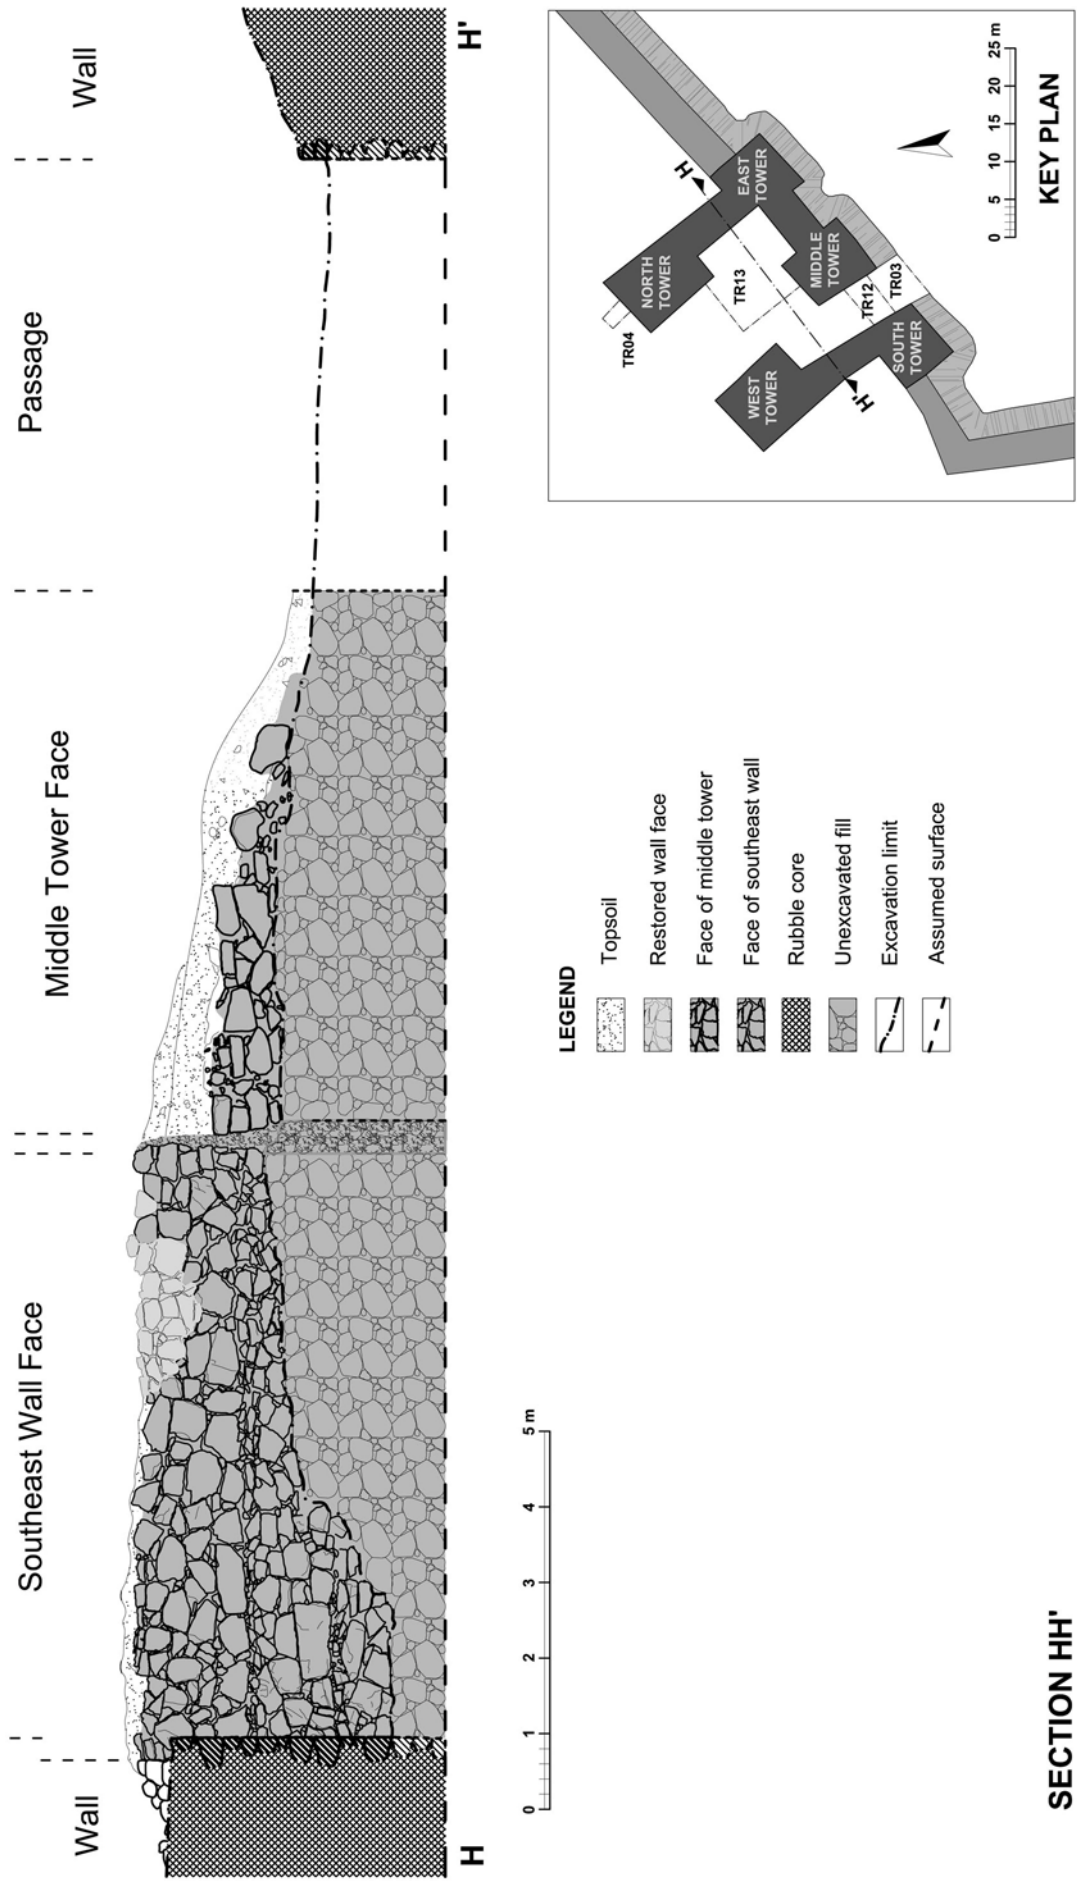 Wall
Southeast Wall Face
Middle Tower Face
Passage
Wall
H
H'
0 1 2 3 4 5 m
SECTION HH'
LEGEND
Topsoil
Restored wall face
Face of middle tower
Face of southeast wall
Rubble core
Unexcavated fill
Excavation limit
Assumed surface
TR04
NORTH
TOWER
H
EAST
TOWER
TR13
WEST
TOWER
MIDDLE
TOWER
H'
TR12
TR03
SOUTH
TOWER
0 5 10 15 20 25 m
KEY PLAN